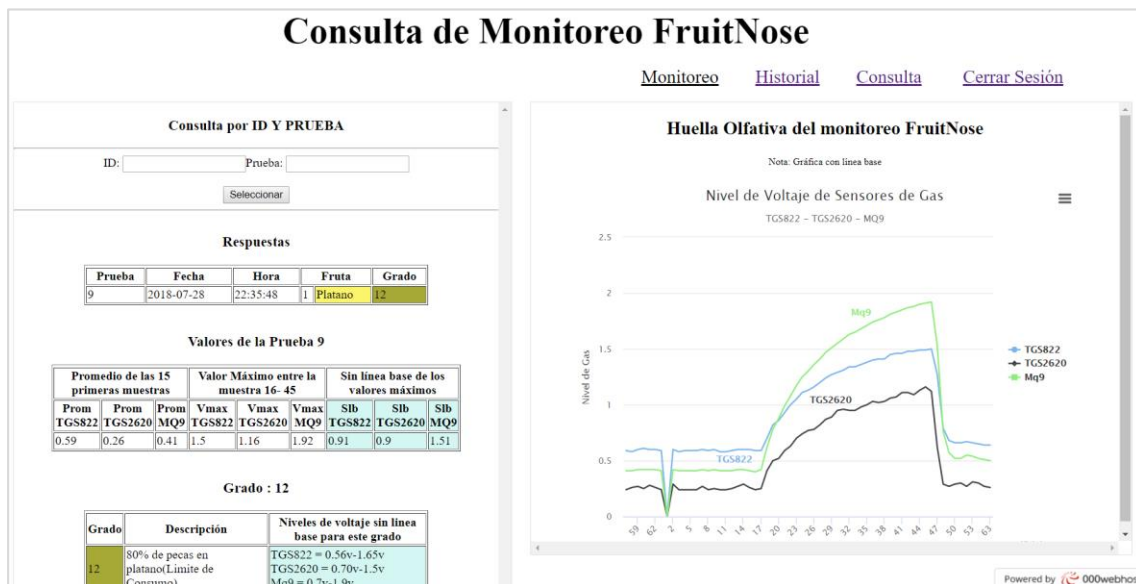 Consulta de Monitoreo FruitNose
Monitoreo Historial Consulta Cerrar Sesión
Consulta por ID Y PRUEBA
ID: Prueba:
Seleccionar
Respuestas
Prueba Fecha Hora Fruta Grado
9 2018-07-28 22:35:48 1 Platano 12
Valores de la Prueba 9
Promedio de las 15 Valor Máximo entre la Sin línea base de los
primeras muestras muestra 16- 45 valores máximos
Prom Prom Prom Vmax Vmax Vmax Slb Slb Slb
TGS822 TGS2620 MQ9 TGS822 TGS2620 MQ9 TGS822 TGS2620 MQ9
0.59 0.26 0.41 1.5 1.16 1.92 0.91 0.9 1.51
Grado : 12
Grado Descripción Niveles de voltaje sin linea
base para este grado
12 80% de pecas en
platano(Limite de
Consumo)
TGS822 = 0.56v-1.65v
TGS2620 = 0.70v-1.5v
Mq9 = 0.7v-1.9v
Huella Olfativa del monitoreo FruitNose
Nota: Gráfica con línea base
Nivel de Voltaje de Sensores de Gas
TGS822 – TGS2620 – MQ9
Nivel de Gas
2.5
2
1.5
1
0.5
0
Mq9
TGS2620
TGS822
59 62 2 5 8 11 14 17 20 23 26 29 32 35 38 41 44 47 50 53 63
TGS822
TGS2620
Mq9
Powered by 000webhos